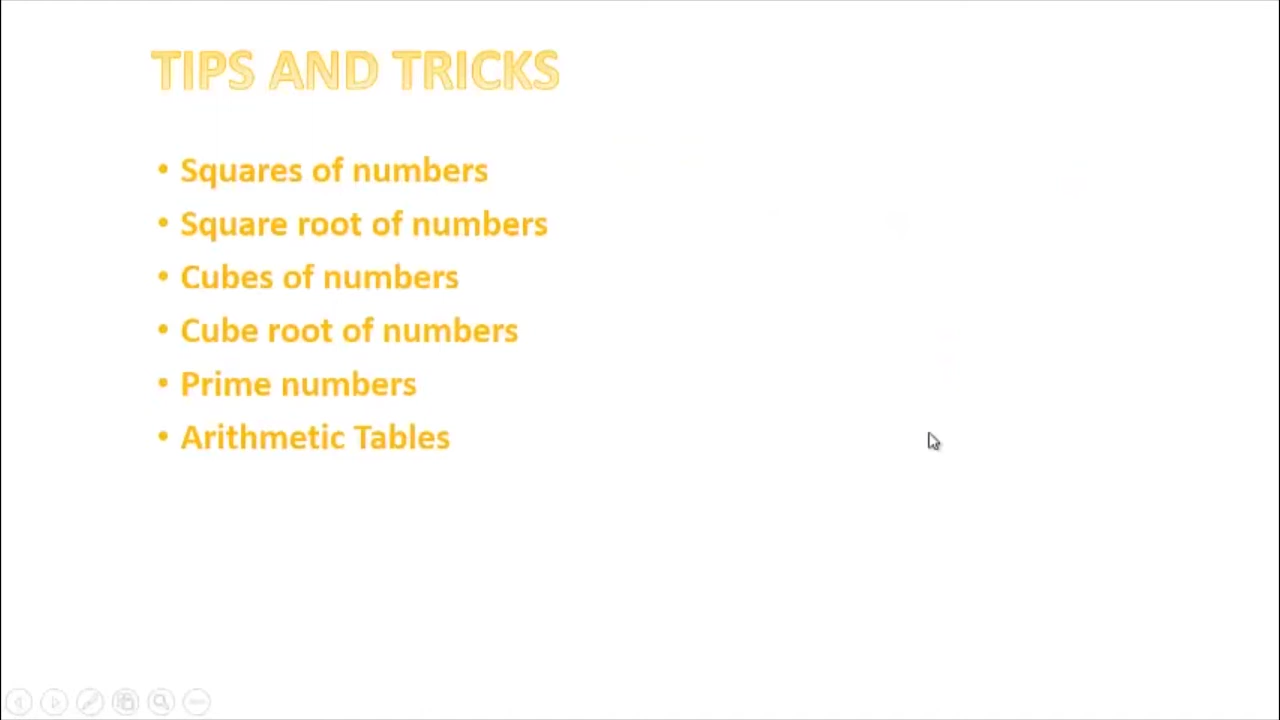 TIPS AND TRICKS
• Squares of numbers
• Square root of numbers
• Cubes of numbers
• Cube root of numbers
• Prime numbers
• Arithmetic Tables